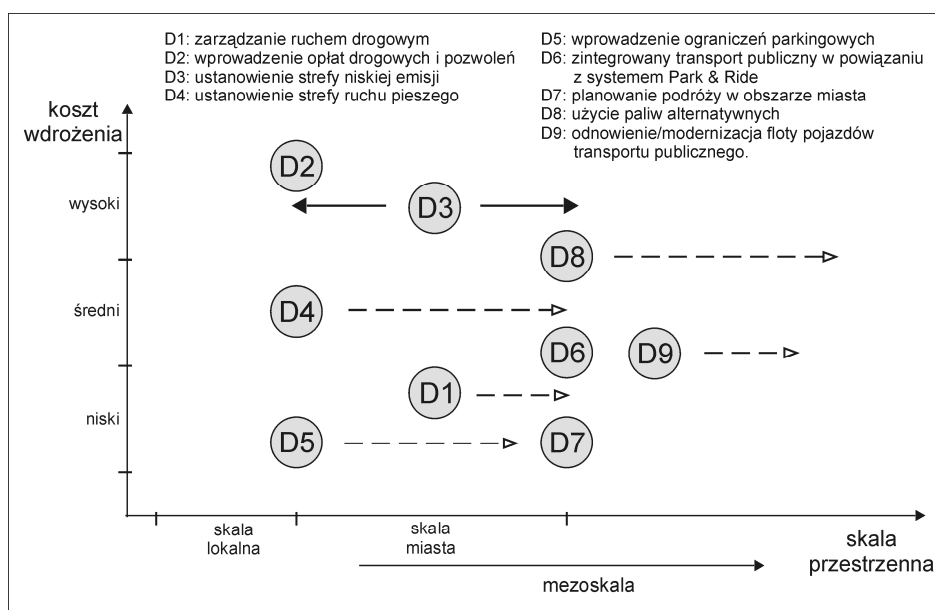 D1: zarządzanie ruchem drogowym
D2: wprowadzenie opłat drogowych i pozwoleń
D3: ustanowienie strefy niskiej emisji
D4: ustanowienie strefy ruchu pieszego
D5: wprowadzenie ograniczeń parkingowych
D6: zintegrowany transport publiczny w powiązaniu
z systemem Park & Ride
D7: planowanie podróży w obszarze miasta
D8: użycie paliw alternatywnych
D9: odnowienie/modernizacja floty pojazdów
transportu publicznego.
koszt
wdrożenia
wysoki
średni
niski
D2
D3
D8
D4
D6
D9
D1
D5
D7
skala
lokalna
skala
miasta
skala
przestrzenna
mezoskala